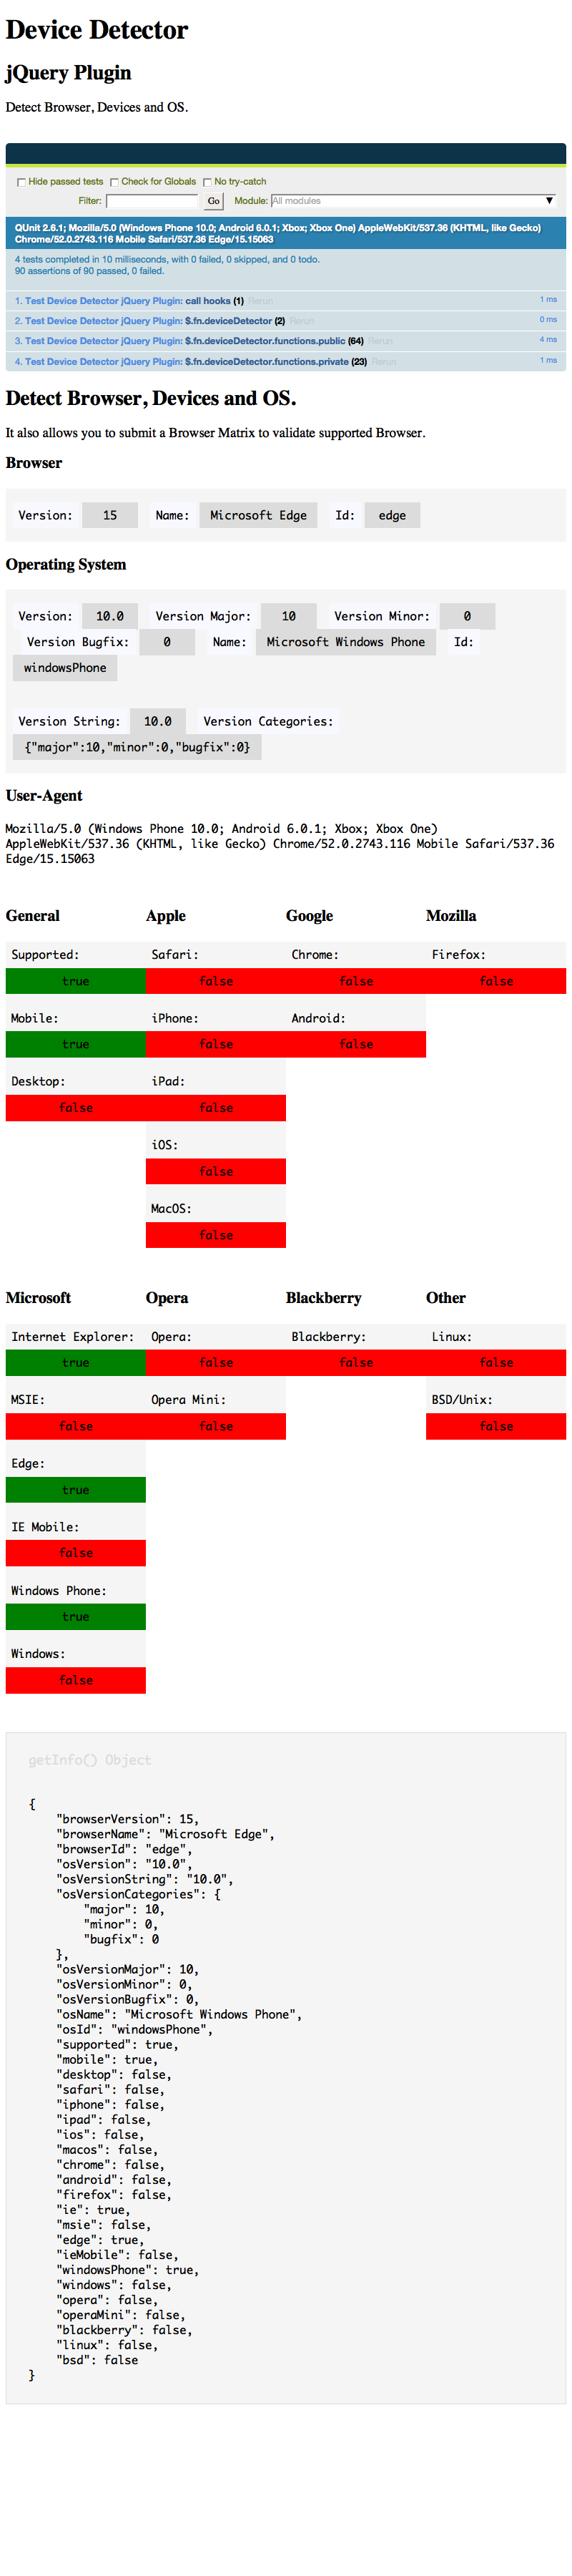 Device Detector
jQuery Plugin
Detect Browser, Devices and OS.
Hide passed tests Check for Globals No try-catch
Filter: Go Module: All modules ▼
QUnit 2.6.1; Mozilla/5.0 (Windows Phone 10.0; Android 6.0.1; Xbox; Xbox One) AppleWebKit/537.36 (KHTML, like Gecko)
Chrome/52.0.2743.116 Mobile Safari/537.36 Edge/15.15063
4 tests completed in 10 milliseconds, with 0 failed, 0 skipped, and 0 todo.
90 assertions of 90 passed, 0 failed.
1. Test Device Detector jQuery Plugin: call hooks (1) Rerun 1 ms
2. Test Device Detector jQuery Plugin: $.fn.deviceDetector (2) Rerun 0 ms
3. Test Device Detector jQuery Plugin: $.fn.deviceDetector.functions.public (64) Rerun 4 ms
4. Test Device Detector jQuery Plugin: $.fn.deviceDetector.functions.private (23) Rerun 1 ms
Detect Browser, Devices and OS.
It also allows you to submit a Browser Matrix to validate supported Browser.
Browser
Version: 15 Name: Microsoft Edge Id: edge
Operating System
Version: 10.0 Version Major: 10 Version Minor: 0
Version Bugfix: 0 Name: Microsoft Windows Phone Id:
windowsPhone
Version String: 10.0 Version Categories:
{"major":10,"minor":0,"bugfix":0}
User-Agent
Mozilla/5.0 (Windows Phone 10.0; Android 6.0.1; Xbox; Xbox One)
AppleWebKit/537.36 (KHTML, like Gecko) Chrome/52.0.2743.116 Mobile Safari/537.36
Edge/15.15063
General Apple Google Mozilla
Supported: Safari: Chrome: Firefox:
true false false false
Mobile: iPhone: Android:
true false false
Desktop: iPad:
false false
iOS:
false
MacOS:
false
Microsoft Opera Blackberry Other
Internet Explorer: Opera: Blackberry: Linux:
true false false false
MSIE: Opera Mini: BSD/Unix:
false false false
Edge:
true
IE Mobile:
false
Windows Phone:
true
Windows:
false
getInfo() Object
{
    "browserVersion": 15,
    "browserName": "Microsoft Edge",
    "browserId": "edge",
    "osVersion": "10.0",
    "osVersionString": "10.0",
    "osVersionCategories": {
        "major": 10,
        "minor": 0,
        "bugfix": 0
    },
    "osVersionMajor": 10,
    "osVersionMinor": 0,
    "osVersionBugfix": 0,
    "osName": "Microsoft Windows Phone",
    "osId": "windowsPhone",
    "supported": true,
    "mobile": true,
    "desktop": false,
    "safari": false,
    "iphone": false,
    "ipad": false,
    "ios": false,
    "macos": false,
    "chrome": false,
    "android": false,
    "firefox": false,
    "ie": true,
    "msie": false,
    "edge": true,
    "ieMobile": false,
    "windowsPhone": true,
    "windows": false,
    "opera": false,
    "operaMini": false,
    "blackberry": false,
    "linux": false,
    "bsd": false
}